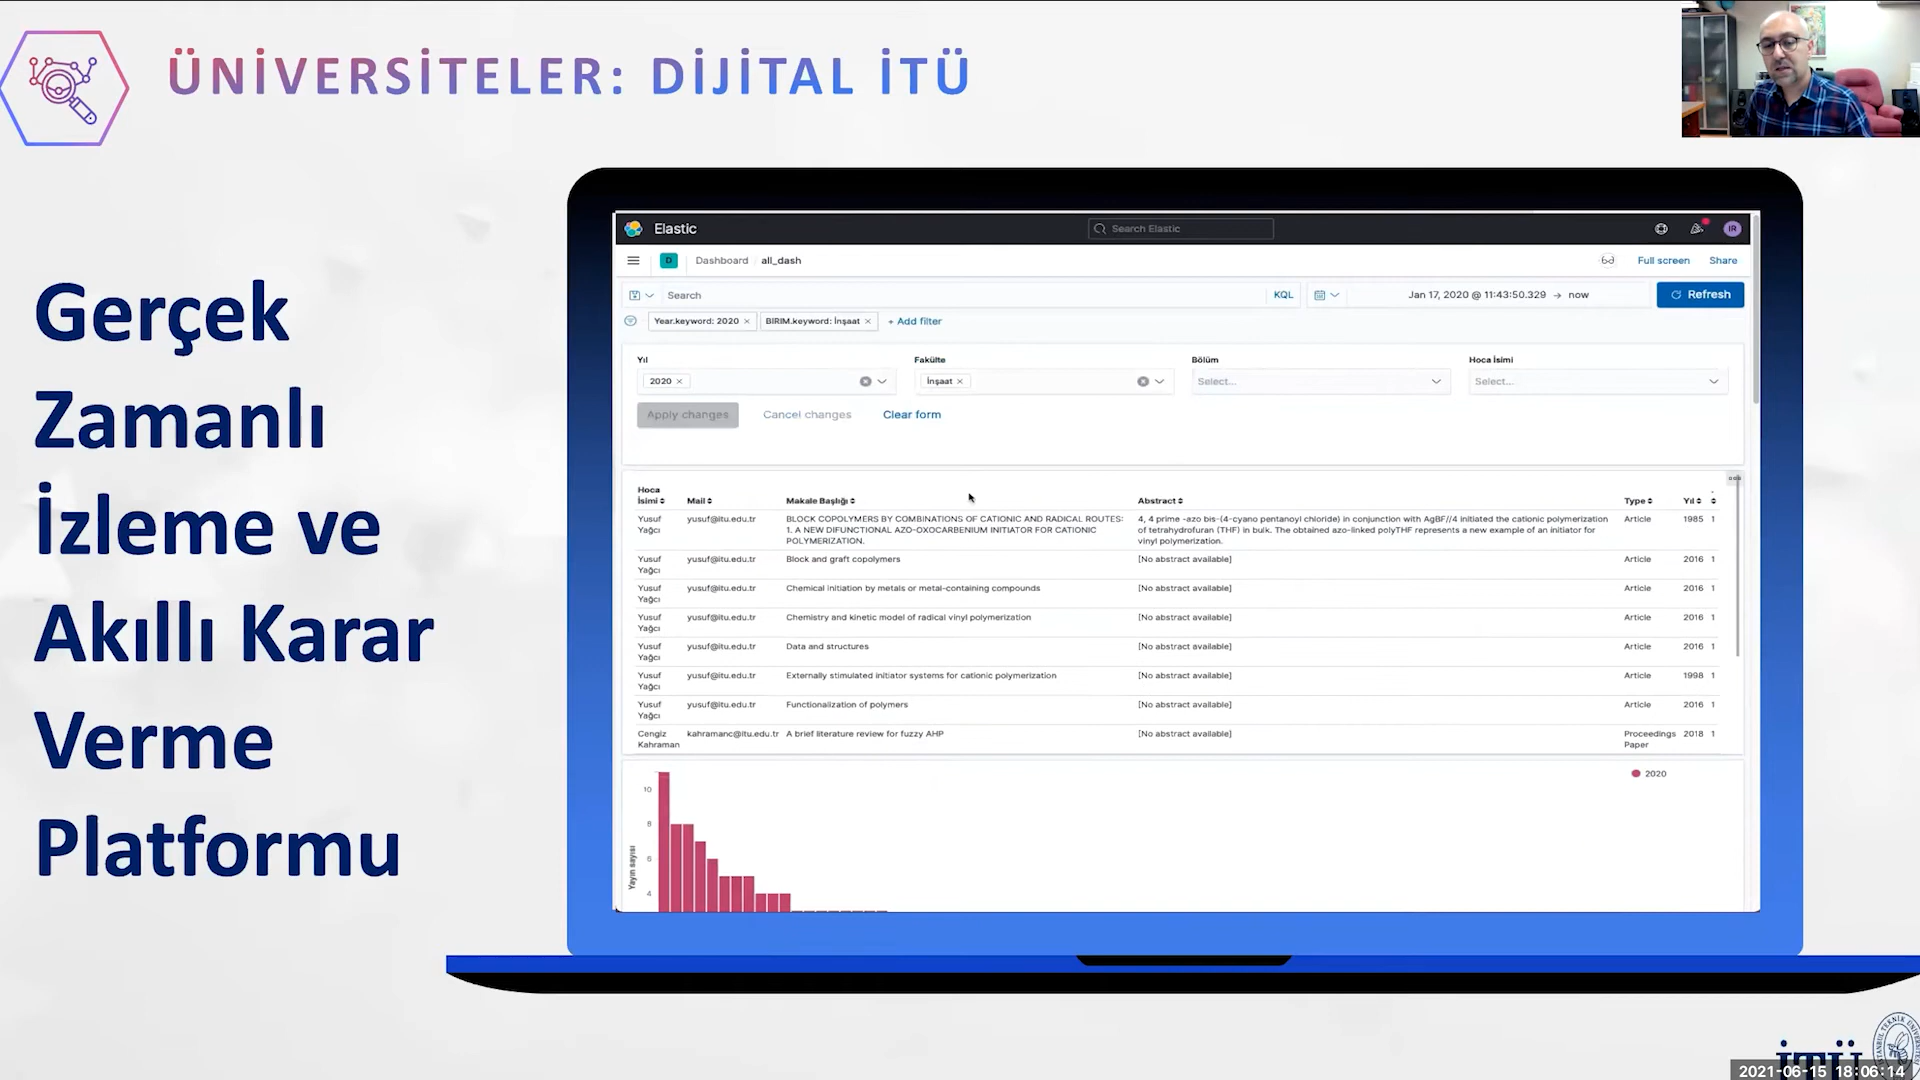 ÜNİVERSİTELER: DİJİTAL İTÜ
Gerçek
Zamanlı
İzleme ve
Akıllı Karar
Verme
Platformu
Elastic
Search Elastic
IR
D
Dashboard
all_dash
Full screen
Share
Search
KQL
Jan 17, 2020 @ 11:43:50.329 → now
Refresh
Year.keyword: 2020 ×
BIRIM.keyword: İnşaat ×
+ Add filter
Yıl
Fakülte
Bölüm
Hoca İsimi
2020 ×
İnşaat ×
Select...
Select...
Apply changes
Cancel changes
Clear form
Hoca İsimi Mail Makale Başlığı Abstract Type Yıl
Yusuf Yağcı yusuf@itu.edu.tr BLOCK COPOLYMERS BY COMBINATIONS OF CATIONIC AND RADICAL ROUTES: 1. A NEW DIFUNCTIONAL AZO-OXOCARBENIUM INITIATOR FOR CATIONIC POLYMERIZATION. 4, 4 prime -azo bis-(4-cyano pentanoyl chloride) in conjunction with AgBF//4 initiated the cationic polymerization of tetrahydrofuran (THF) in bulk. The obtained azo-linked polyTHF represents a new example of an initiator for vinyl polymerization. Article 1985 1
Yusuf Yağcı yusuf@itu.edu.tr Block and graft copolymers [No abstract available] Article 2016 1
Yusuf Yağcı yusuf@itu.edu.tr Chemical initiation by metals or metal-containing compounds [No abstract available] Article 2016 1
Yusuf Yağcı yusuf@itu.edu.tr Chemistry and kinetic model of radical vinyl polymerization [No abstract available] Article 2016 1
Yusuf Yağcı yusuf@itu.edu.tr Data and structures [No abstract available] Article 2016 1
Yusuf Yağcı yusuf@itu.edu.tr Externally stimulated initiator systems for cationic polymerization [No abstract available] Article 1998 1
Yusuf Yağcı yusuf@itu.edu.tr Functionalization of polymers [No abstract available] Article 2016 1
Cengiz Kahraman kahramanc@itu.edu.tr A brief literature review for fuzzy AHP [No abstract available] Proceedings Paper 2018 1
2020
10
8
6
4
Yayın sayısı
İTÜ
2021-06-15 18:06:14